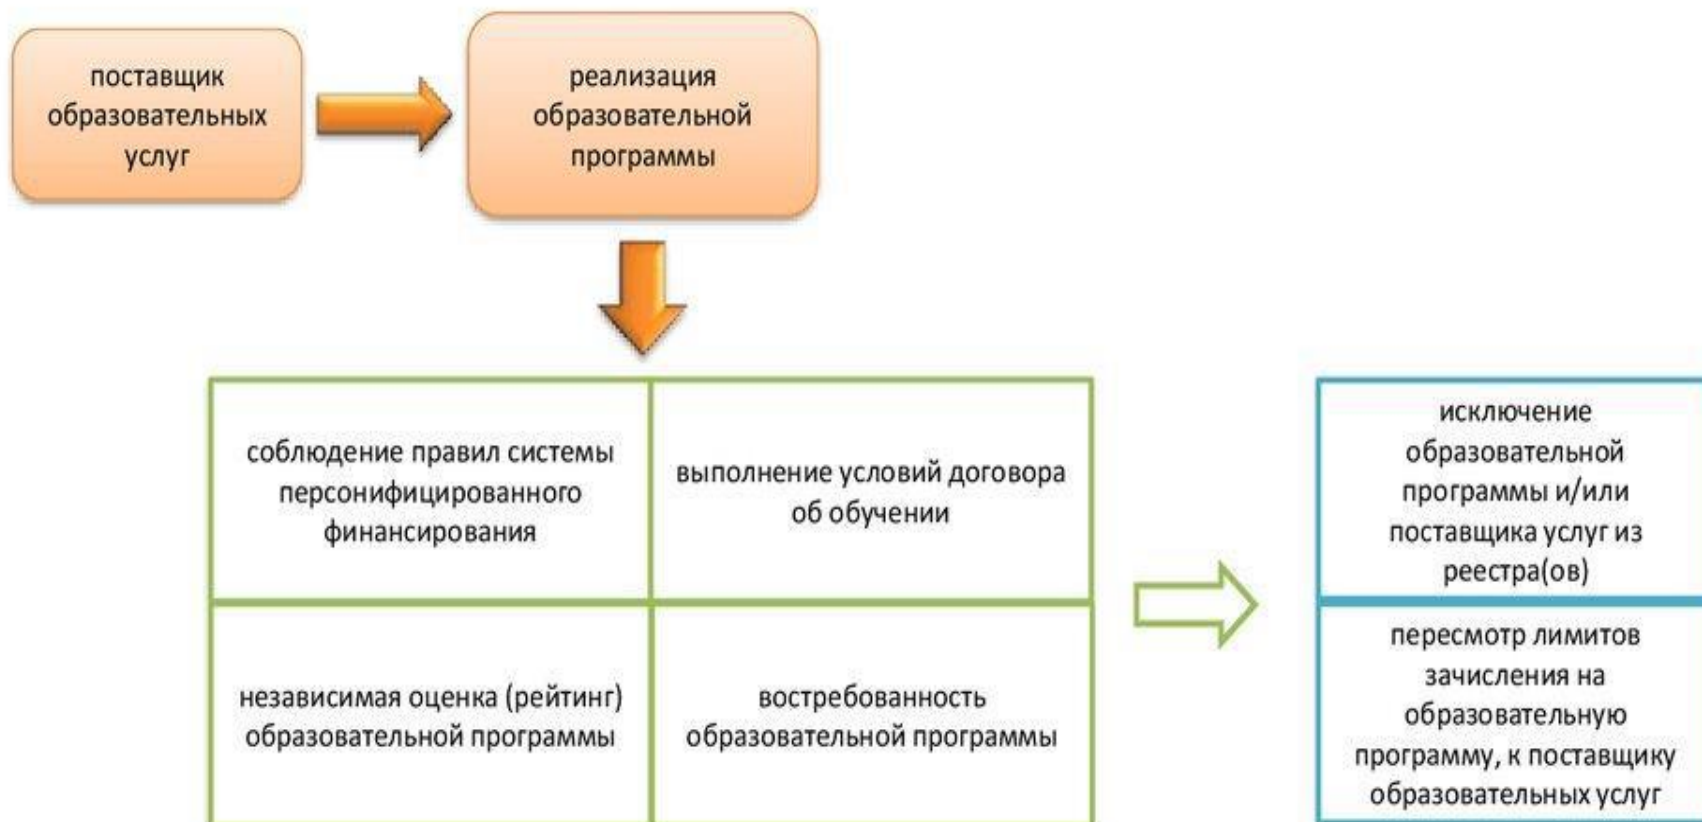 поставщик
образовательных
услуг
реализация
образовательной
программы
соблюдение правил системы
персонифицированного
финансирования
выполнение условий договора
об обучении
независимая оценка (рейтинг)
образовательной программы
востребованность
образовательной программы
исключение
образовательной
программы и/или
поставщика услуг из
реестра(ов)
пересмотр лимитов
зачисления на
образовательную
программу, к поставщику
образовательных услуг